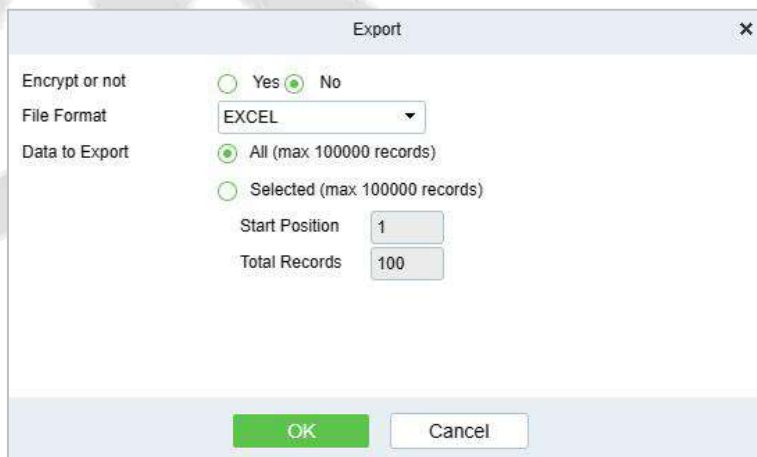 Export
Encrypt or not Yes No
File Format EXCEL
Data to Export All (max 100000 records)
Selected (max 100000 records)
Start Position 1
Total Records 100
OK Cancel